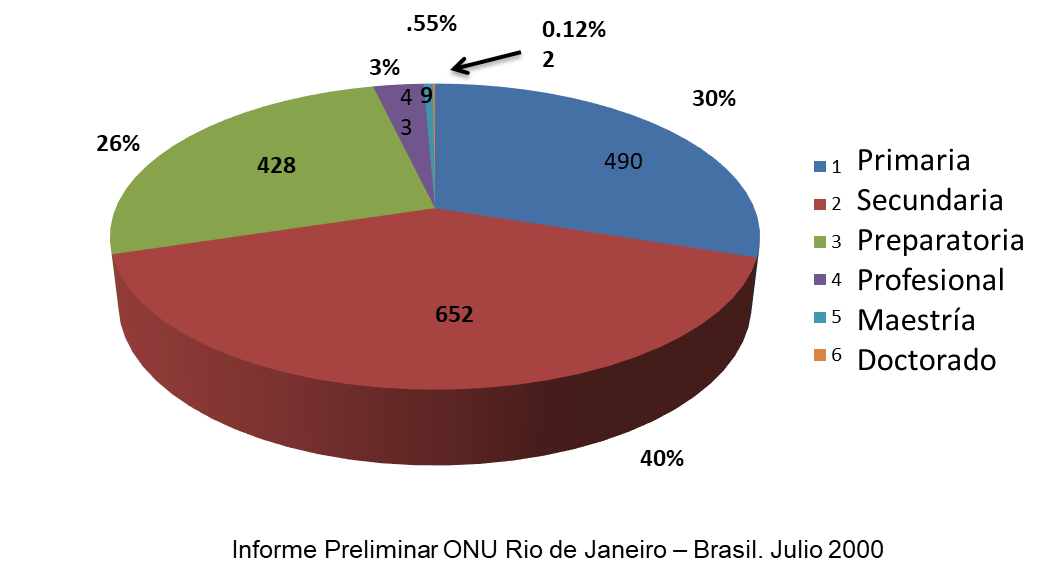 .55%
0.12%
2
3%
30%
26%
4
3
9
428
490
652
40%
1 Primaria
2 Secundaria
3 Preparatoria
4 Profesional
5 Maestría
6 Doctorado
Informe Preliminar ONU Rio de Janeiro – Brasil. Julio 2000